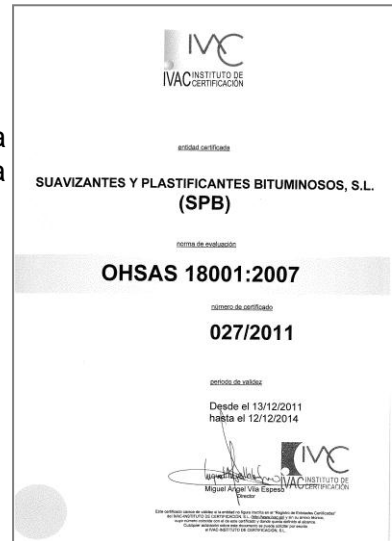 IVAC
IVAC INSTITUTO DE
CERTIFICACIÓN
entidad certificada
a
a
SUAVIZANTES Y PLASTIFICANTES BITUMINOSOS, S.L.
(SPB)
norma de evaluación
OHSAS 18001:2007
número de certificado
027/2011
periodo de validez
Desde el 13/12/2011
hasta el 12/12/2014
IVAC
IVAC INSTITUTO DE
CERTIFICACIÓN
Miguel Angel Vila Espeso
Director